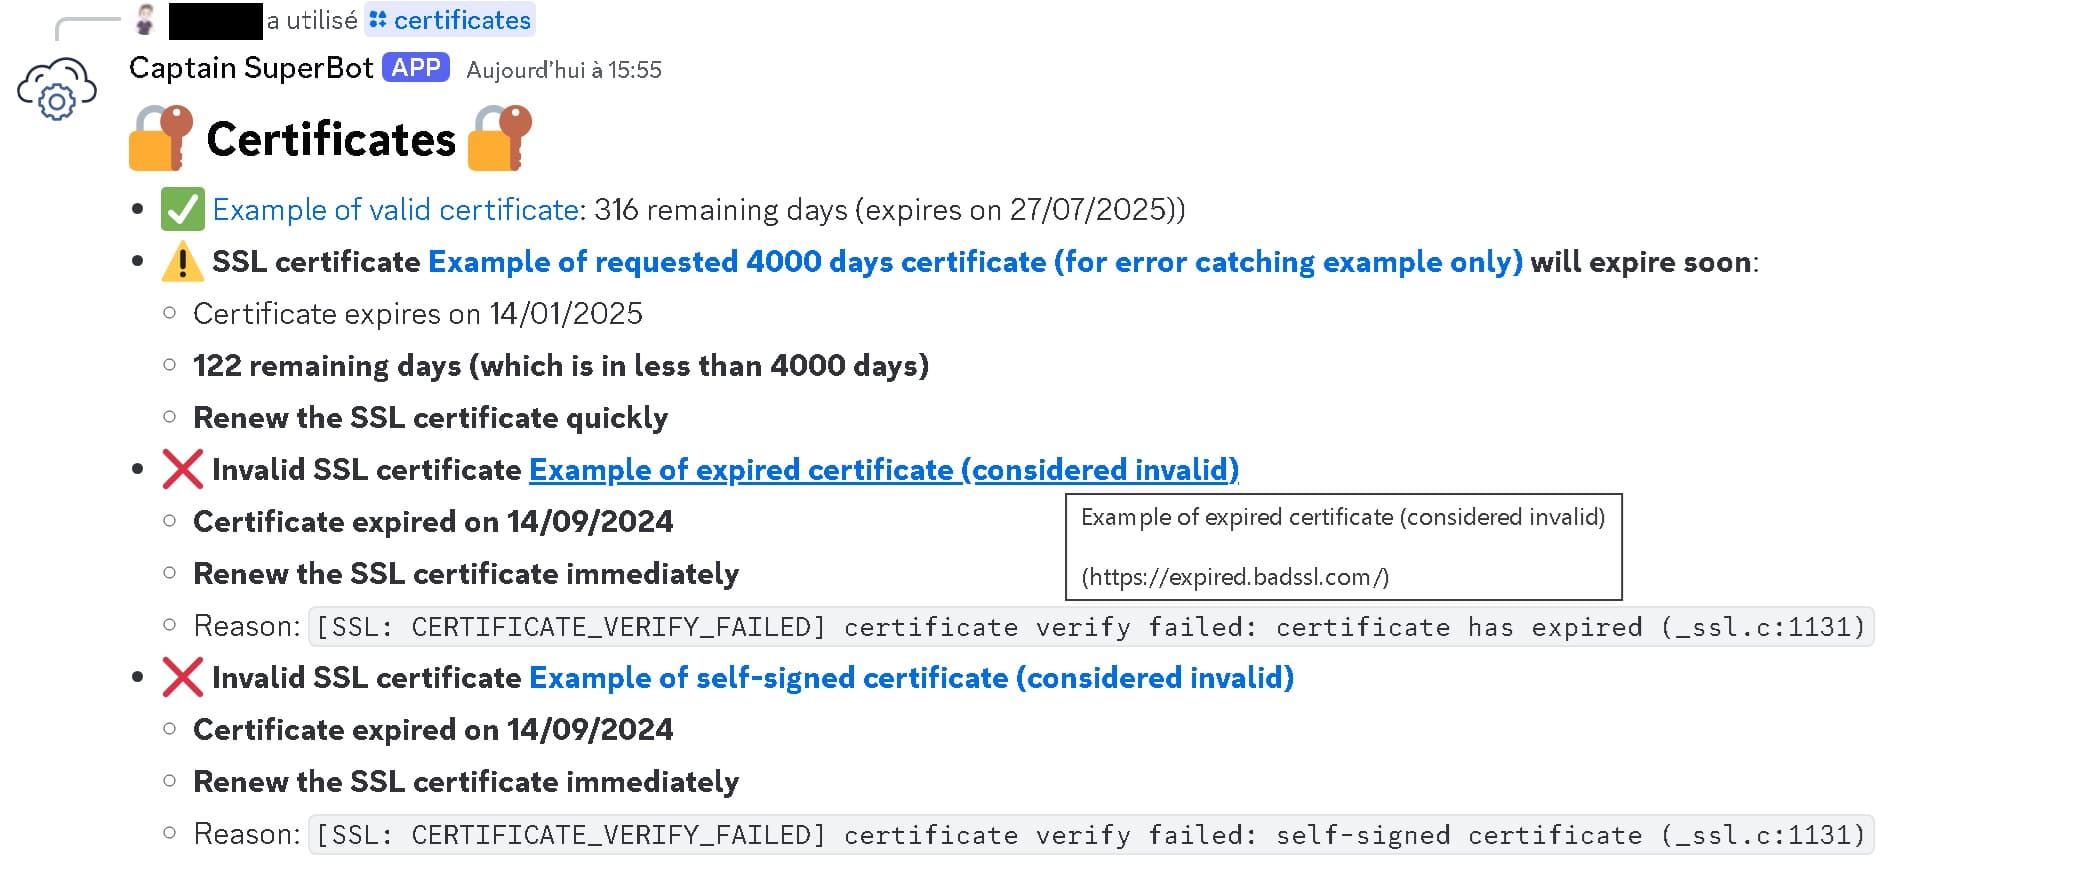 a utilisé certificates
Captain SuperBot APP Aujourd'hui à 15:55
Certificates
Example of valid certificate: 316 remaining days (expires on 27/07/2025))
SSL certificate Example of requested 4000 days certificate (for error catching example only) will expire soon:
Certificate expires on 14/01/2025
122 remaining days (which is in less than 4000 days)
Renew the SSL certificate quickly
Invalid SSL certificate Example of expired certificate (considered invalid)
Example of expired certificate (considered invalid)
Certificate expired on 14/09/2024
Renew the SSL certificate immediately
(https://expired.badssl.com/)
Reason: [SSL: CERTIFICATE_VERIFY_FAILED] certificate verify failed: certificate has expired (_ssl.c:1131)
Invalid SSL certificate Example of self-signed certificate (considered invalid)
Certificate expired on 14/09/2024
Renew the SSL certificate immediately
Reason: [SSL: CERTIFICATE_VERIFY_FAILED] certificate verify failed: self-signed certificate (_ssl.c:1131)